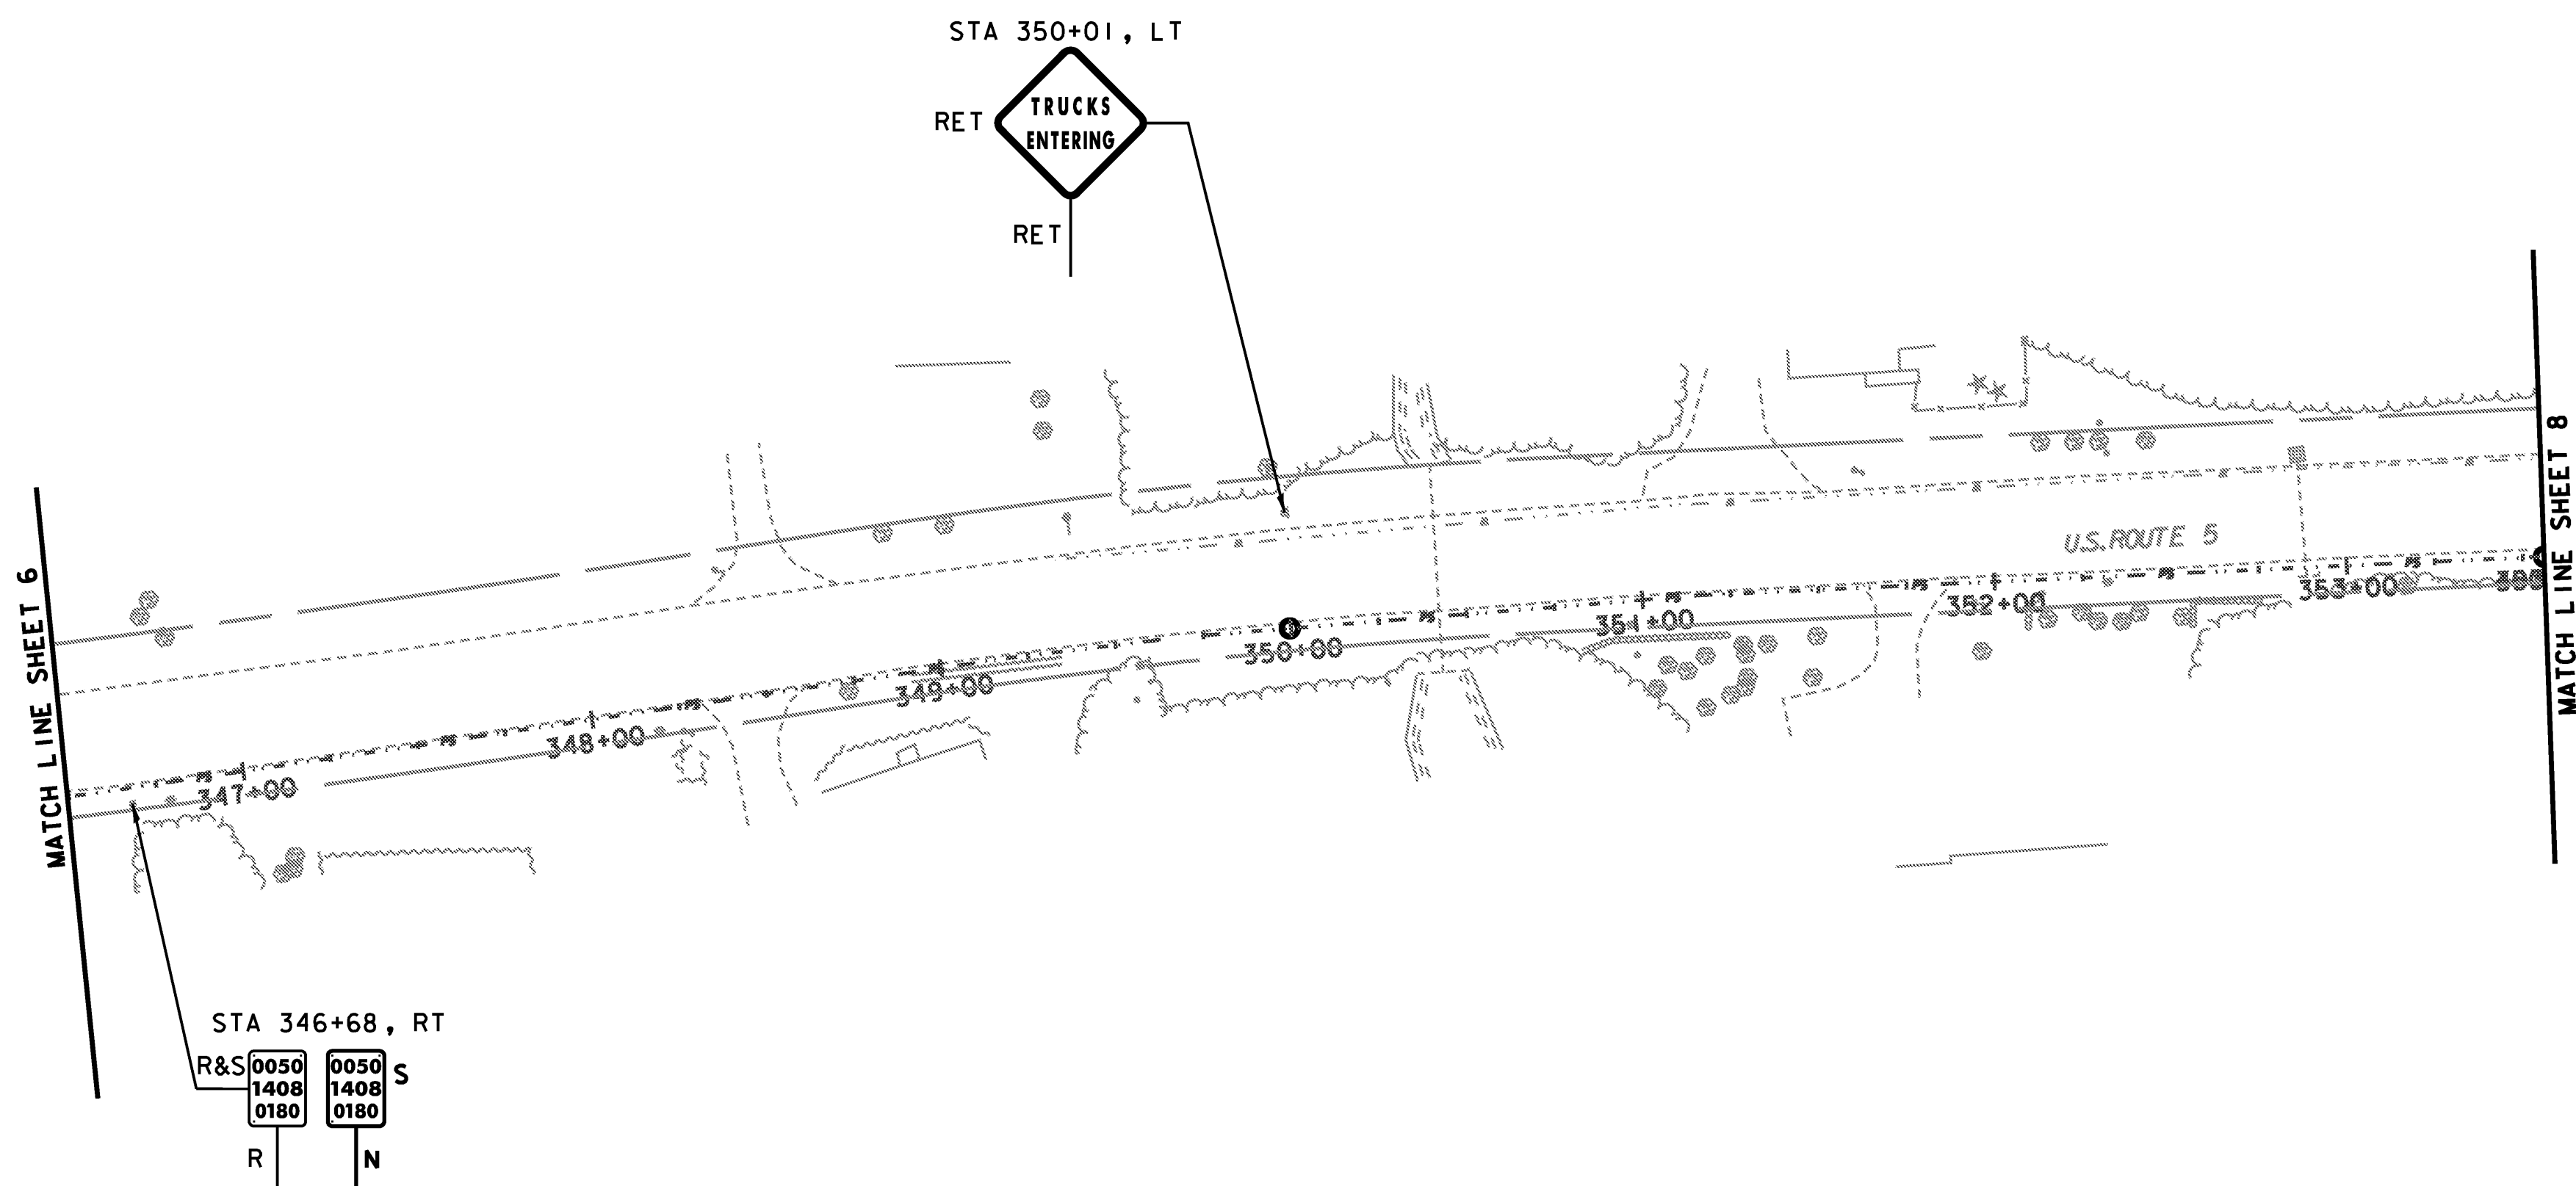 STA 350+01, LT
RET
TRUCKS
ENTERING
RET
MATCH LINE SHEET 6
MATCH LINE SHEET 8
U.S. ROUTE 5
347+00
348+00
349+00
350+00
351+00
352+00
353+00
STA 346+68, RT
R&S
0050
1408
0180
0050
1408
0180
S
R
N